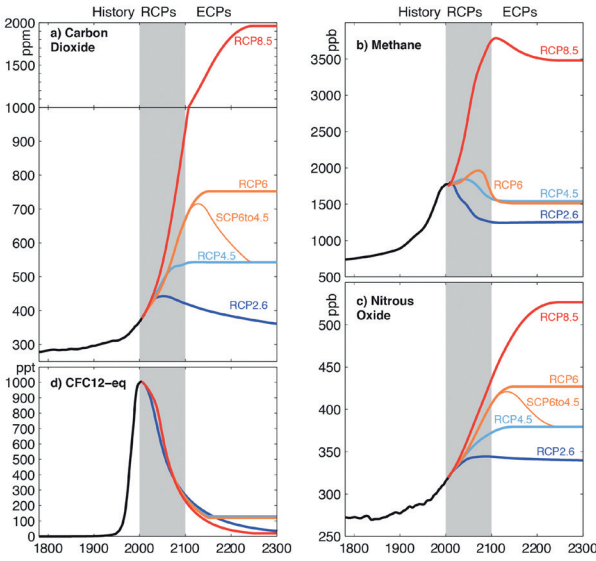 History RCPs ECPs
a) Carbon
Dioxide
ppm
2000
1500
1000
900
800
700
600
500
400
300
RCP8.5
RCP6
SCP6to4.5
RCP4.5
RCP2.6
ppt
d) CFC12–eq
1000
900
800
700
600
500
400
300
200
100
0
1800 1900 2000 2100 2200 2300
History RCPs ECPs
b) Methane
ppb
3500
3000
2500
2000
1500
1000
500
RCP8.5
RCP6
RCP4.5
RCP2.6
ppb
c) Nitrous
Oxide
500
450
400
350
300
250
RCP8.5
RCP6
SCP6to4.5
RCP4.5
RCP2.6
1800 1900 2000 2100 2200 2300